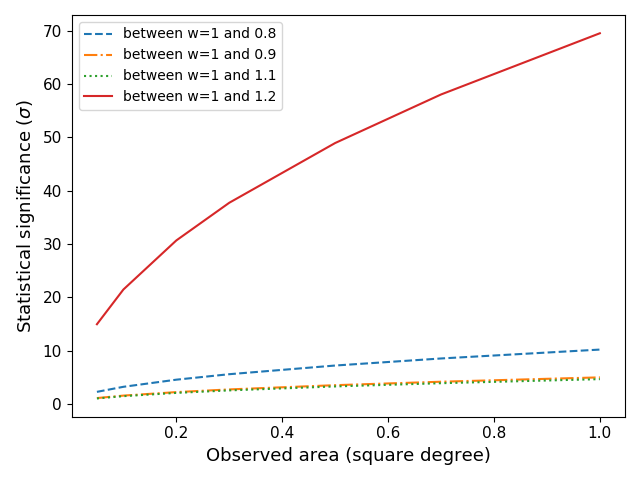 between w=1 and 0.8
between w=1 and 0.9
between w=1 and 1.1
between w=1 and 1.2
Statistical significance (σ)
70
60
50
40
30
20
10
0
0.2 0.4 0.6 0.8 1.0
Observed area (square degree)